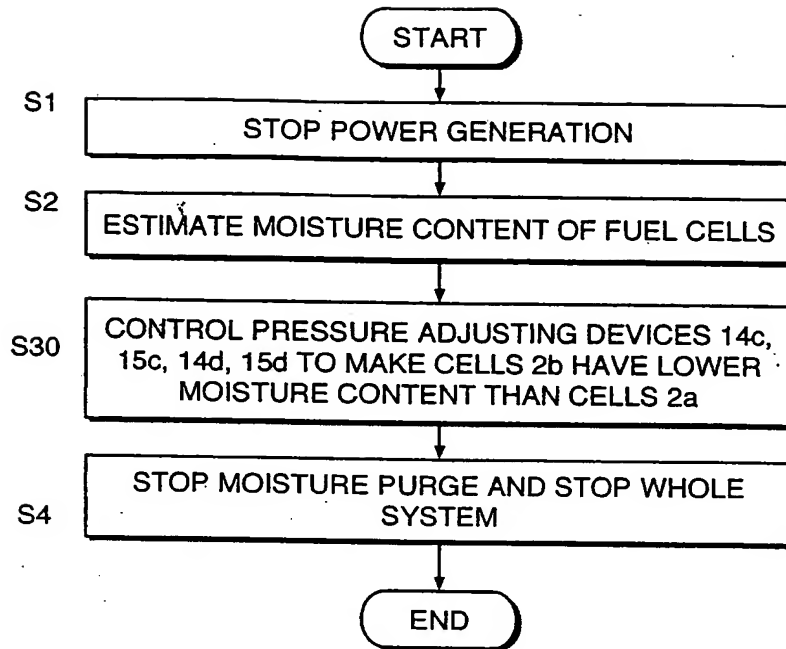 START
S1
STOP POWER GENERATION
S2
ESTIMATE MOISTURE CONTENT OF FUEL CELLS
S30
CONTROL PRESSURE ADJUSTING DEVICES 14c,
15c, 14d, 15d TO MAKE CELLS 2b HAVE LOWER
MOISTURE CONTENT THAN CELLS 2a
S4
STOP MOISTURE PURGE AND STOP WHOLE
SYSTEM
END